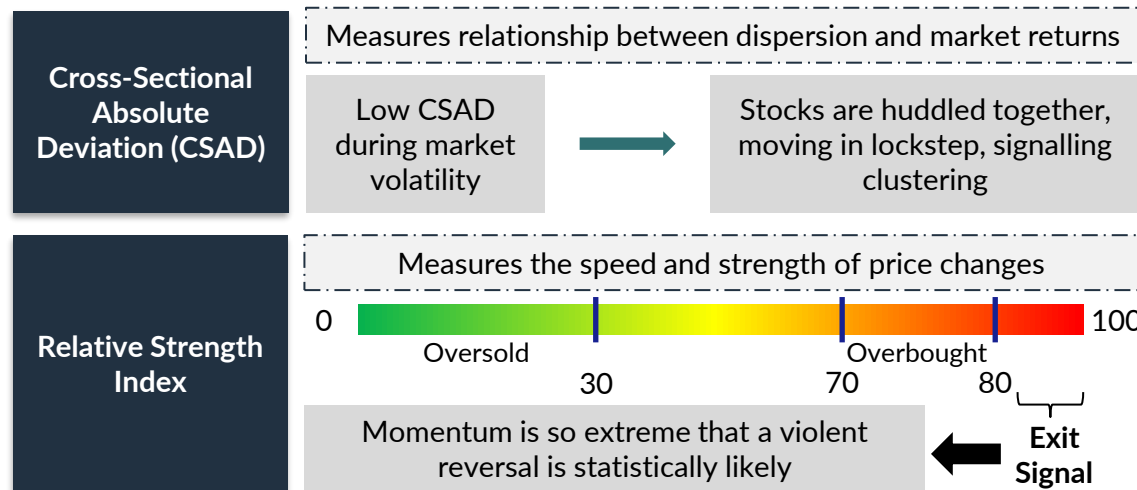 Cross-Sectional
Absolute
Deviation (CSAD)
Measures relationship between dispersion and market returns
Low CSAD
during market
volatility
Stocks are huddled together,
moving in lockstep, signalling
clustering
Relative Strength
Index
Measures the speed and strength of price changes
0
100
Oversold
Overbought
30
70
80
Momentum is so extreme that a violent
reversal is statistically likely
Exit
Signal